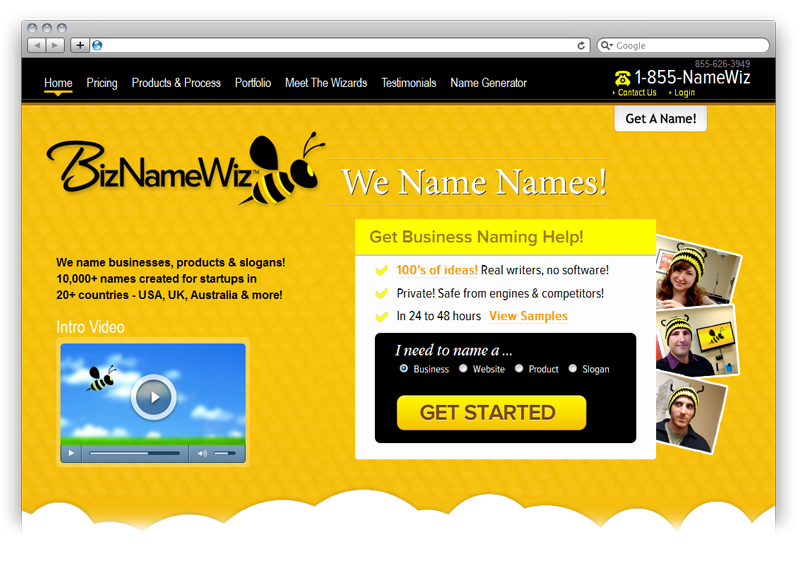 Google
855-626-3949
Home Pricing Products & Process Portfolio Meet The Wizards Testimonials Name Generator
1-855-NameWiz
Contact Us Login
Get A Name!
BizNameWiz™
We Name Names!
Get Business Naming Help!
We name businesses, products & slogans!
10,000+ names created for startups in
20+ countries - USA, UK, Australia & more!
Intro Video
100's of ideas! Real writers, no software!
Private! Safe from engines & competitors!
In 24 to 48 hours View Samples
I need to name a ...
Business Website Product Slogan
GET STARTED